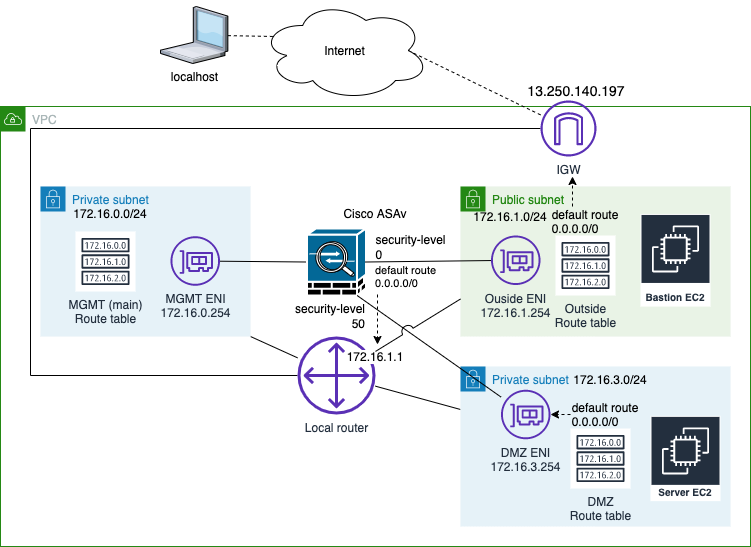 localhost
Internet
13.250.140.197
VPC
IGW
Private subnet
172.16.0.0/24
172.16.0.0
172.16.1.0
172.16.2.0
MGMT (main)
Route table
MGMT ENI
172.16.0.254
Cisco ASAv
security-level
0
default route
0.0.0.0/0
security-level
50
Public subnet
172.16.1.0/24
default route
0.0.0.0/0
Ouside ENI
172.16.1.254
172.16.0.0
172.16.1.0
172.16.2.0
Outside
Route table
Bastion EC2
172.16.1.1
Local router
Private subnet 172.16.3.0/24
default route
0.0.0.0/0
DMZ ENI
172.16.3.254
172.16.0.0
172.16.1.0
172.16.2.0
DMZ
Route table
Server EC2